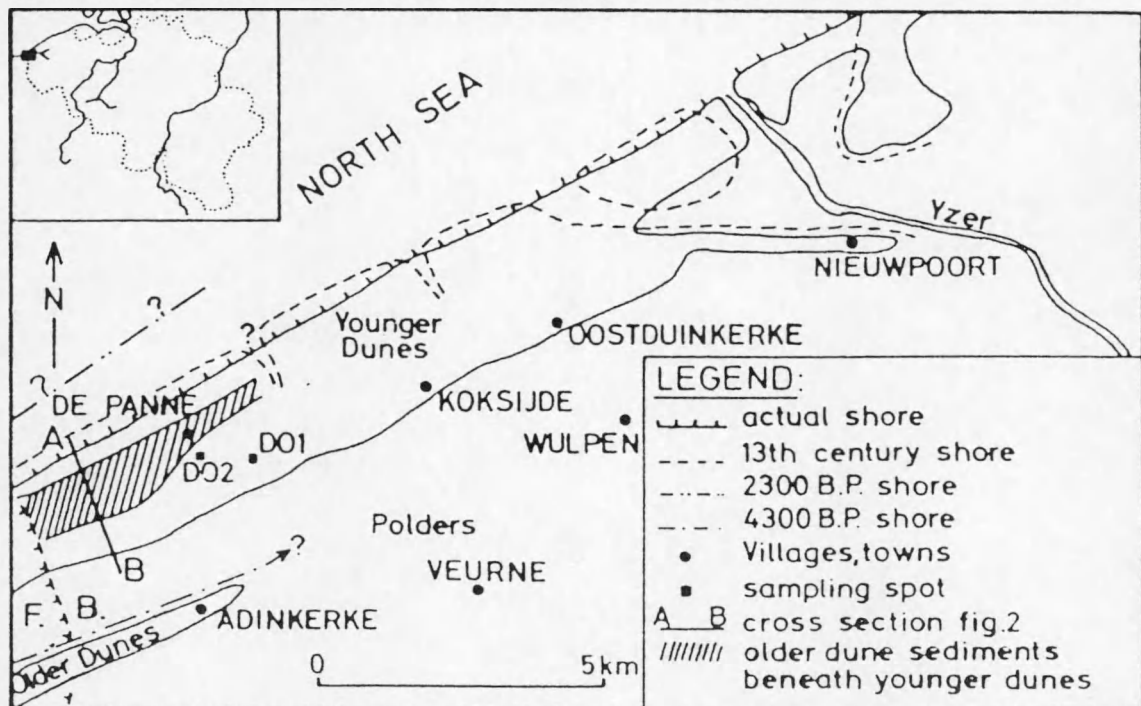 NORTH SEA
N
?
?
?
Yzer
NIEUWPOORT
Younger
Dunes
OOSTDUINKERKE
DE PANNE
KOKSIJDE
A
WULPEN
D01
D02
Polders
B
?
VEURNE
F. B.
ADINKERKE
Older Dunes
0 5km
LEGEND:
actual shore
13th century shore
2300 B.P. shore
4300 B.P. shore
Villages, towns
sampling spot
A B cross section fig.2
older dune sediments
beneath younger dunes